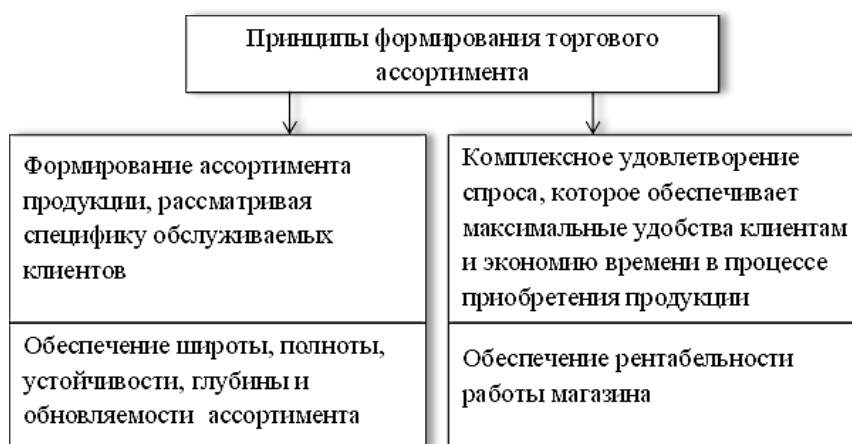 Принципы формирования торгового
ассортимента
Формирование ассортимента
продукции, рассматривая
специфику обслуживаемых
клиентов
Комплексное удовлетворение
спроса, которое обеспечивает
максимальные удобства клиентам
и экономию времени в процессе
приобретения продукции
Обеспечение широты, полноты,
устойчивости, глубины и
обновляемости ассортимента
Обеспечение рентабельности
работы магазина